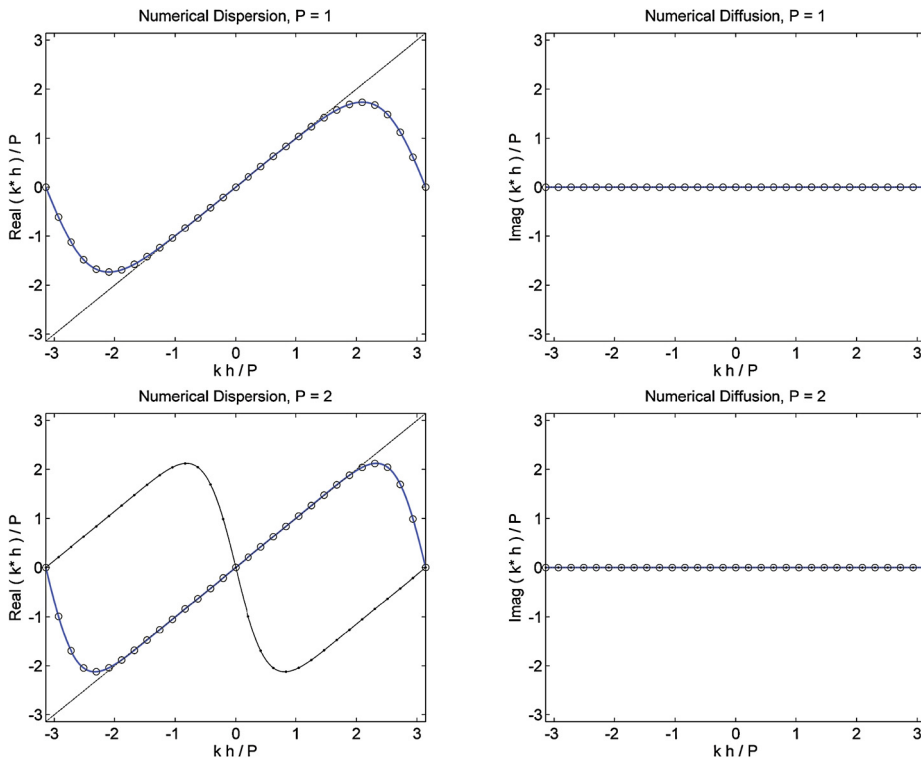 Numerical Dispersion, P = 1
3
2
1
0
-1
-2
-3
Real ( k* h ) / P
-3 -2 -1 0 1 2 3
k h / P
Numerical Diffusion, P = 1
3
2
1
0
-1
-2
-3
Imag ( k* h ) / P
-3 -2 -1 0 1 2 3
k h / P
Numerical Dispersion, P = 2
3
2
1
0
-1
-2
-3
Real ( k* h ) / P
-3 -2 -1 0 1 2 3
k h / P
Numerical Diffusion, P = 2
3
2
1
0
-1
-2
-3
Imag ( k* h ) / P
-3 -2 -1 0 1 2 3
k h / P